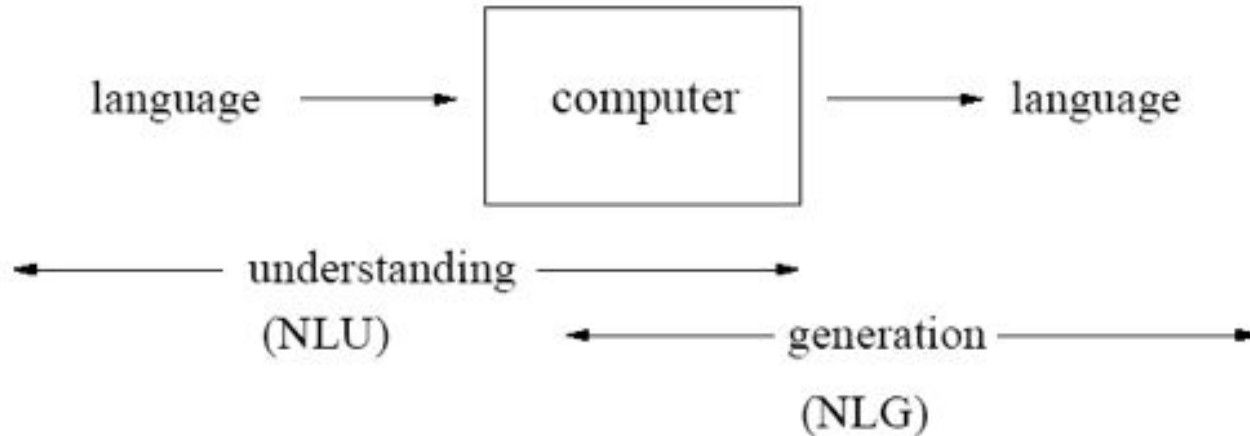 language computer language
understanding
(NLU)
generation
(NLG)